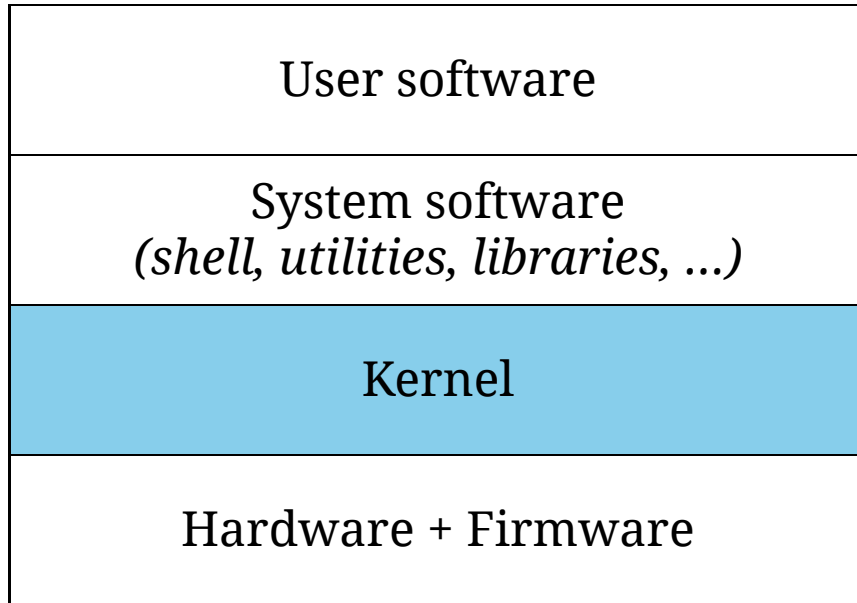 User software
System software
(shell, utilities, libraries, …)
Kernel
Hardware + Firmware